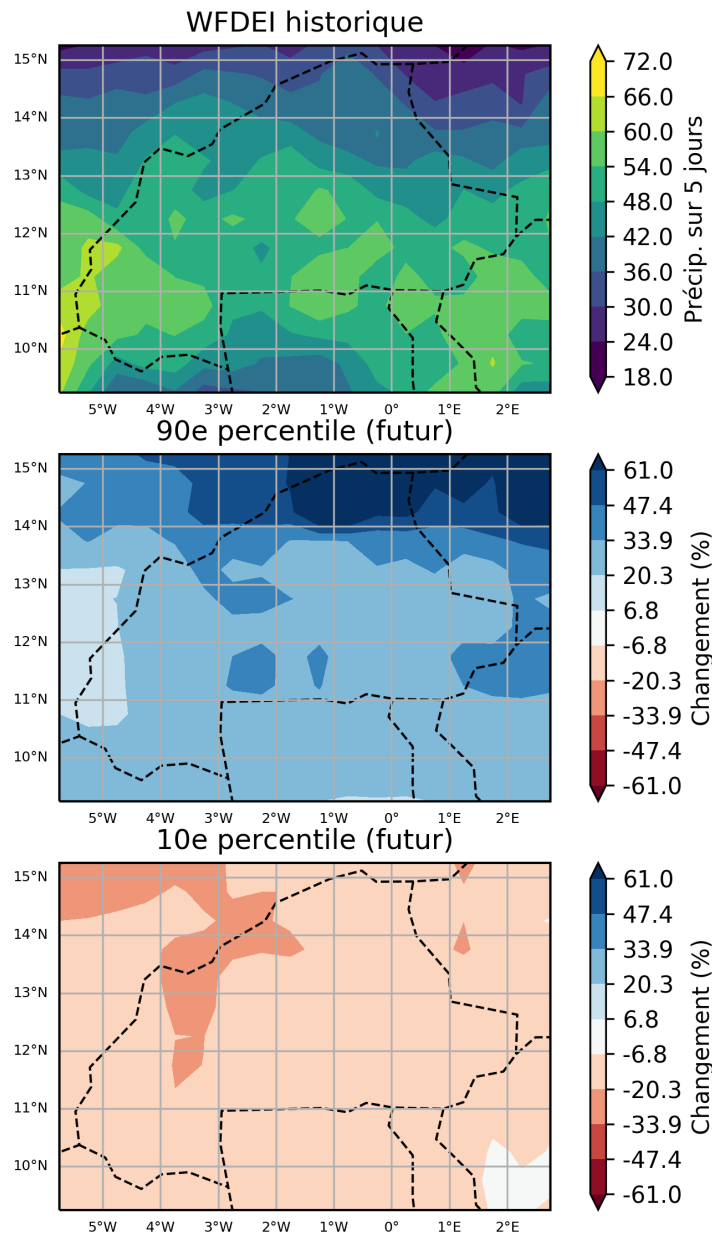 WFDEI historique
15°N
14°N
13°N
12°N
11°N
10°N
5°W 4°W 3°W 2°W 1°W 0° 1°E 2°E
72.0
66.0
60.0
54.0
48.0
42.0
36.0
30.0
24.0
18.0
Précip. sur 5 jours
90e percentile (futur)
15°N
14°N
13°N
12°N
11°N
10°N
5°W 4°W 3°W 2°W 1°W 0° 1°E 2°E
61.0
47.4
33.9
20.3
6.8
-6.8
-20.3
-33.9
-47.4
-61.0
Changement (%)
10e percentile (futur)
15°N
14°N
13°N
12°N
11°N
10°N
5°W 4°W 3°W 2°W 1°W 0° 1°E 2°E
61.0
47.4
33.9
20.3
6.8
-6.8
-20.3
-33.9
-47.4
-61.0
Changement (%)